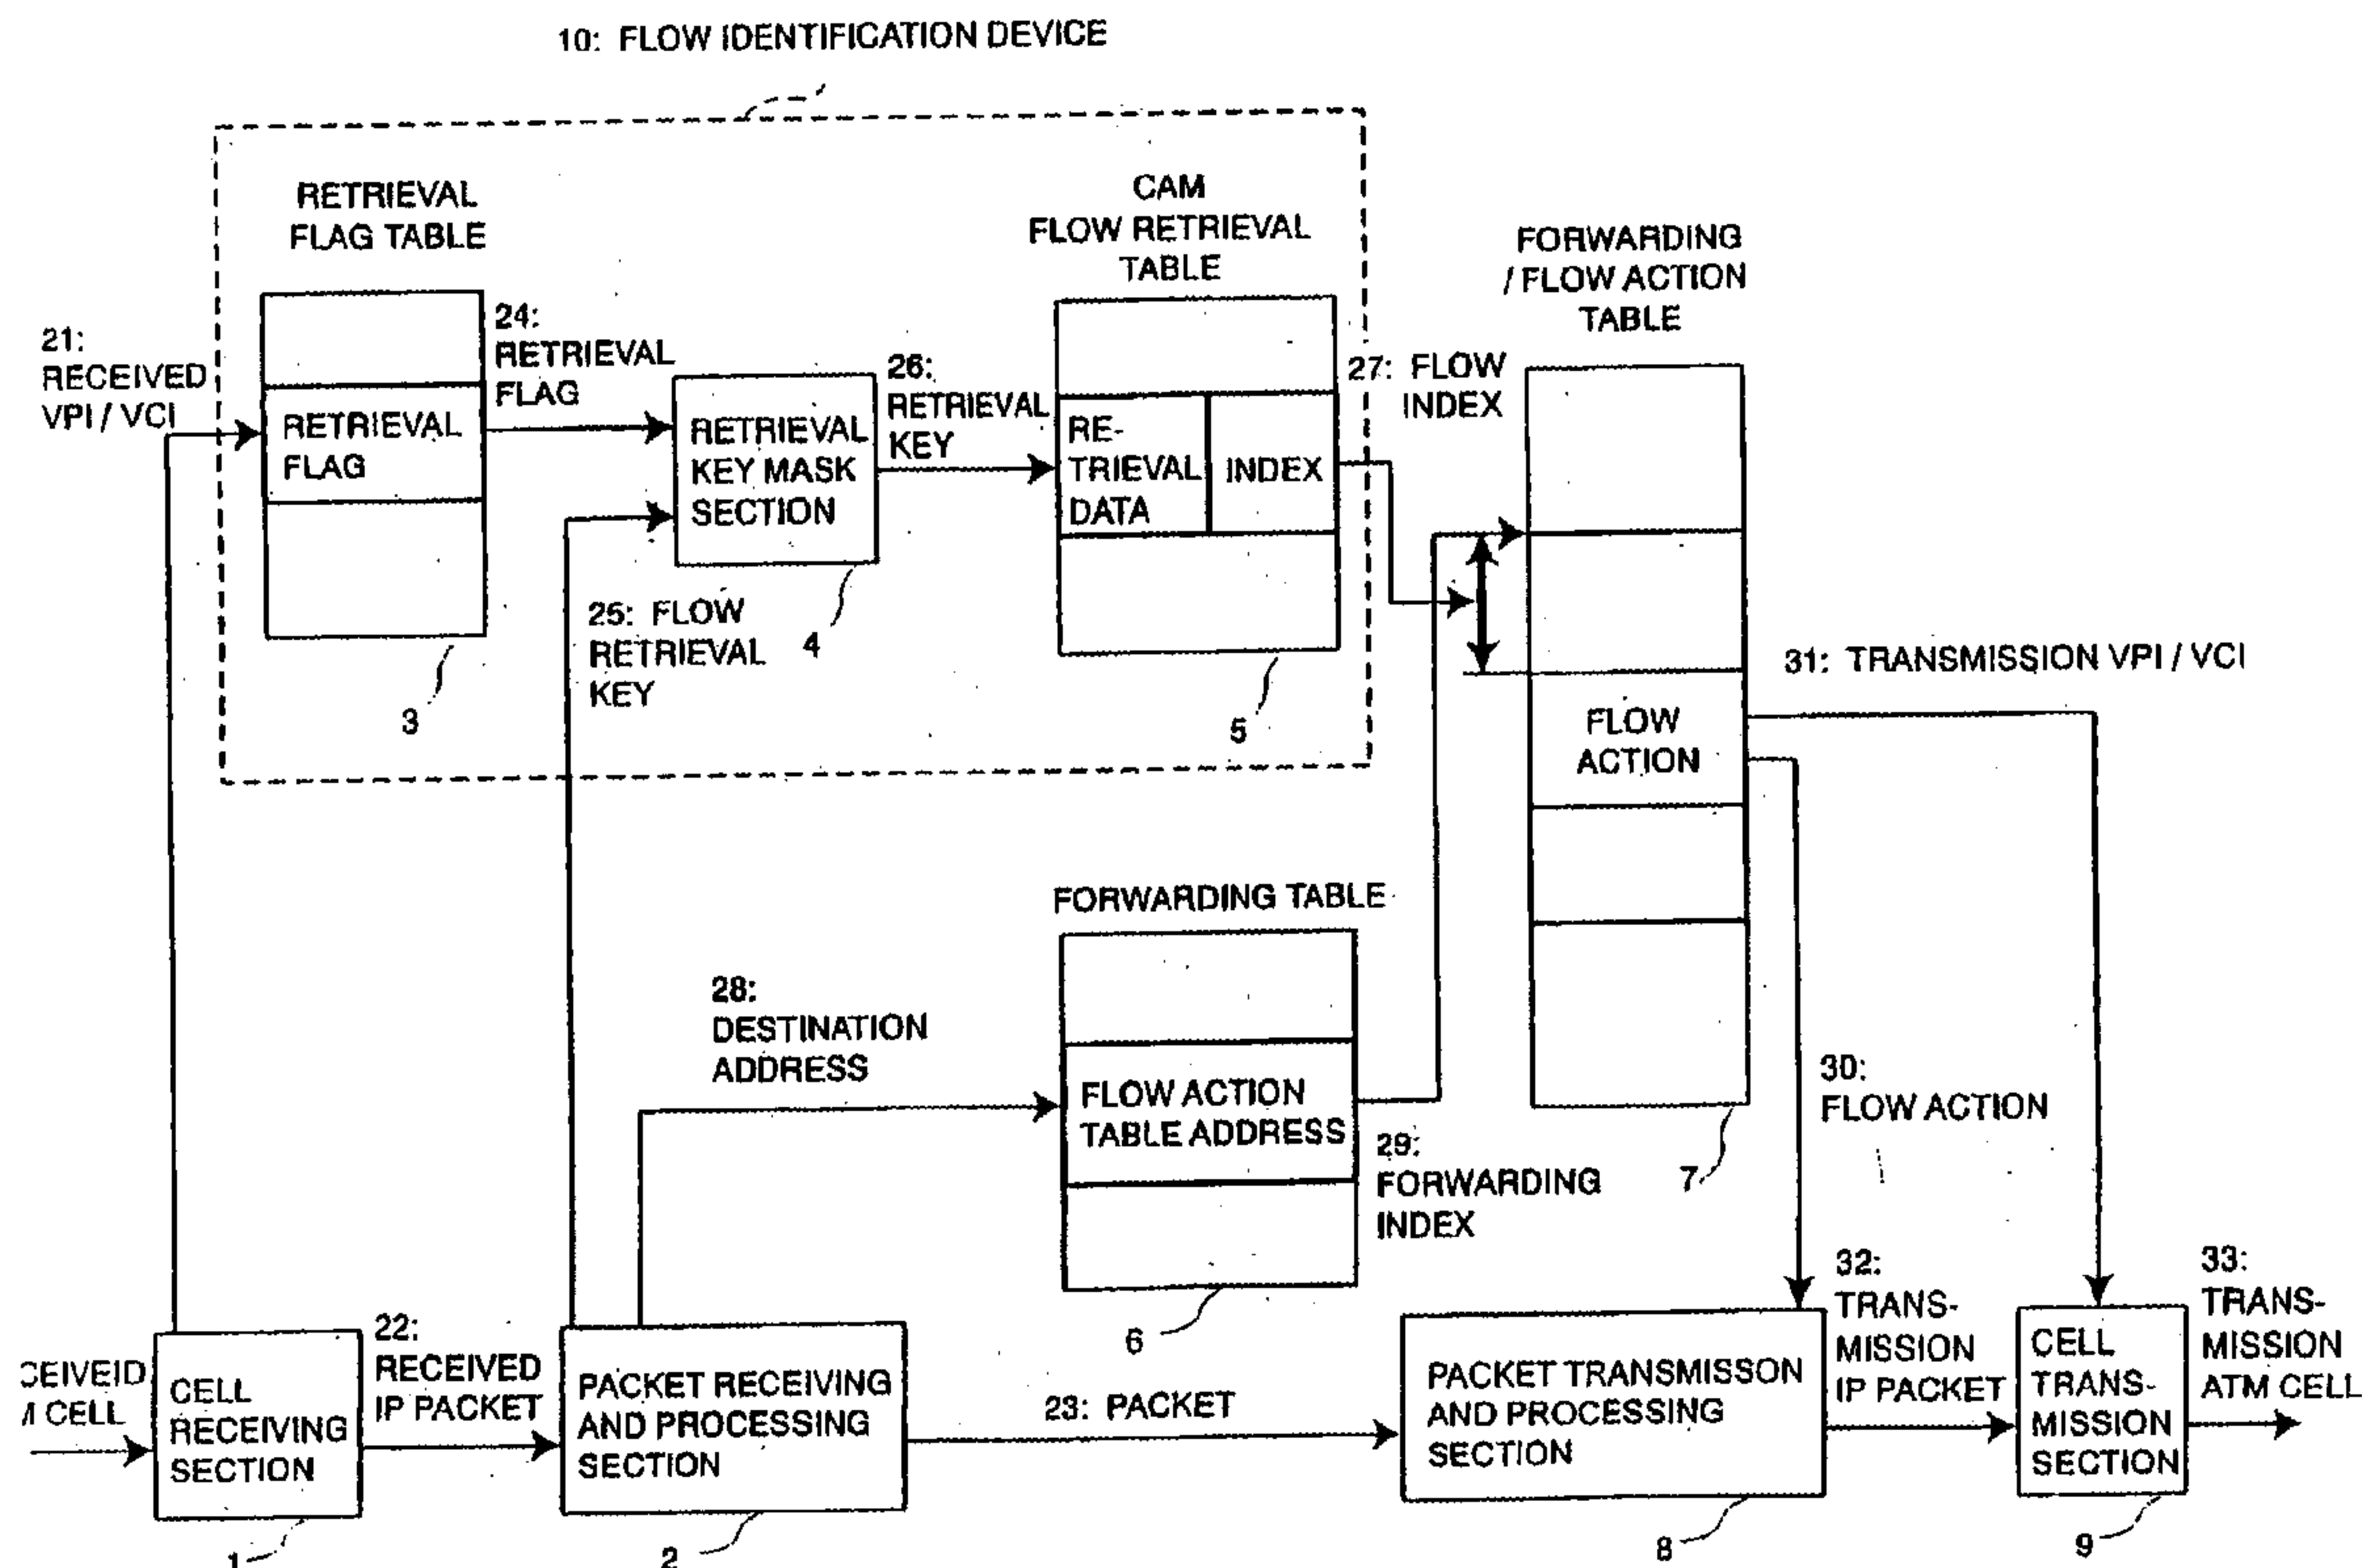 10: FLOW IDENTIFICATION DEVICE
RETRIEVAL
FLAG TABLE
CAM
FLOW RETRIEVAL
TABLE
FORWARDING
/ FLOW ACTION
TABLE
21:
RECEIVED
VPI / VCI
RETRIEVAL
FLAG
24:
RETRIEVAL
FLAG
RETRIEVAL
KEY MASK
SECTION
26:
RETRIEVAL
KEY
RE-
TRIEVAL
DATA
INDEX
27: FLOW
INDEX
25: FLOW
RETRIEVAL
KEY
3
4
5
FLOW
ACTION
31: TRANSMISSION VPI / VCI
FORWARDING TABLE
28:
DESTINATION
ADDRESS
FLOW ACTION
TABLE ADDRESS
29:
FORWARDING
INDEX
6
7
30:
FLOW ACTION
CEIVEID
CELL
CELL
RECEIVING
SECTION
1
22:
RECEIVED
IP PACKET
PACKET RECEIVING
AND PROCESSING
SECTION
2
23: PACKET
PACKET TRANSMISSON
AND PROCESSING
SECTION
8
32:
TRANS-
MISSION
IP PACKET
CELL
TRANS-
MISSION
SECTION
9
33:
TRANS-
MISSION
ATM CELL